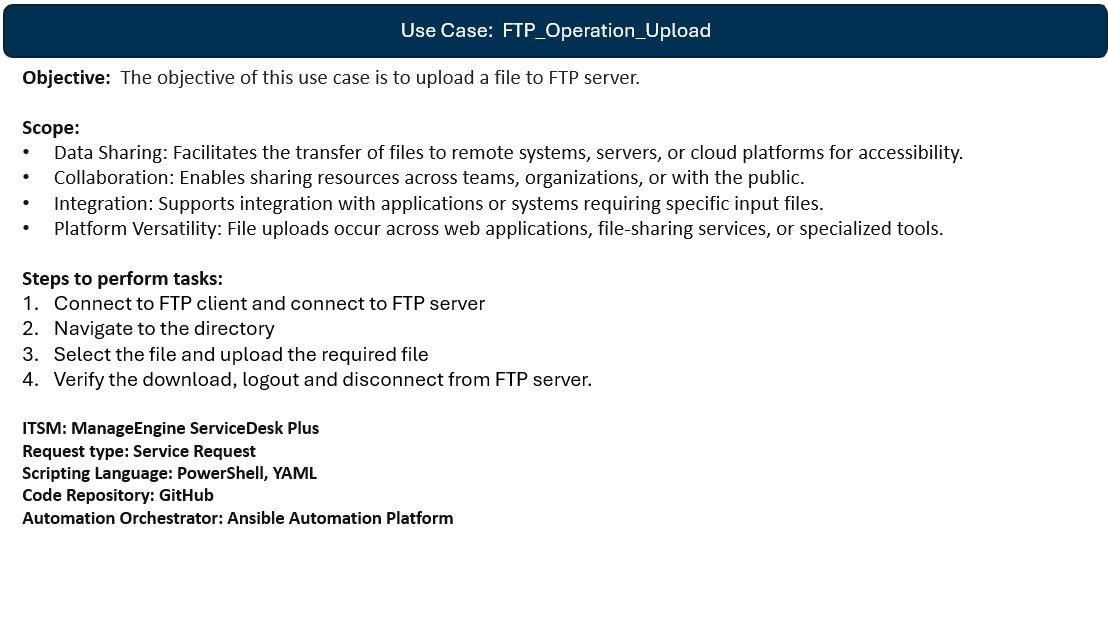 Use Case:  FTP_Operation_Upload
Objective:  The objective of this use case is to upload a file to FTP server.
Scope:
• Data Sharing: Facilitates the transfer of files to remote systems, servers, or cloud platforms for accessibility.
• Collaboration: Enables sharing resources across teams, organizations, or with the public.
• Integration: Supports integration with applications or systems requiring specific input files.
• Platform Versatility: File uploads occur across web applications, file-sharing services, or specialized tools.
Steps to perform tasks:
1. Connect to FTP client and connect to FTP server
2. Navigate to the directory
3. Select the file and upload the required file
4. Verify the download, logout and disconnect from FTP server.
ITSM: ManageEngine ServiceDesk Plus
Request type: Service Request
Scripting Language: PowerShell, YAML
Code Repository: GitHub
Automation Orchestrator: Ansible Automation Platform